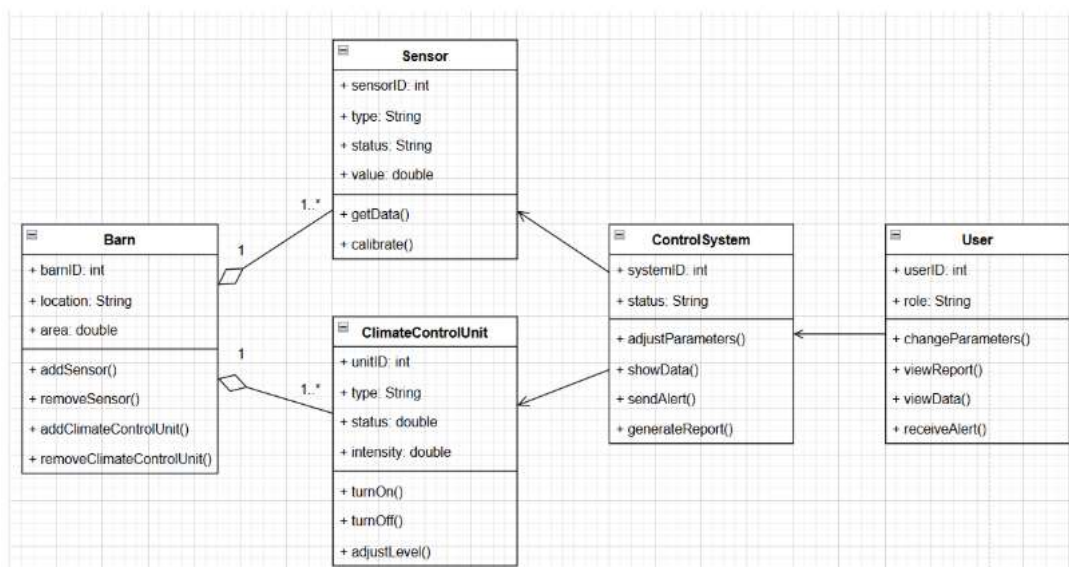 Sensor
+ sensorID: int
+ type: String
+ status: String
+ value: double
+ getData()
+ calibrate()
1..*
1
Barn
+ barnID: int
+ location: String
+ area: double
+ addSensor()
+ removeSensor()
+ addClimateControlUnit()
+ removeClimateControlUnit()
1
1..*
ClimateControlUnit
+ unitID: int
+ type: String
+ status: double
+ intensity: double
+ turnOn()
+ turnOff()
+ adjustLevel()
ControlSystem
+ systemID: int
+ status: String
+ adjustParameters()
+ showData()
+ sendAlert()
+ generateReport()
User
+ userID: int
+ role: String
+ changeParameters()
+ viewReport()
+ viewData()
+ receiveAlert()